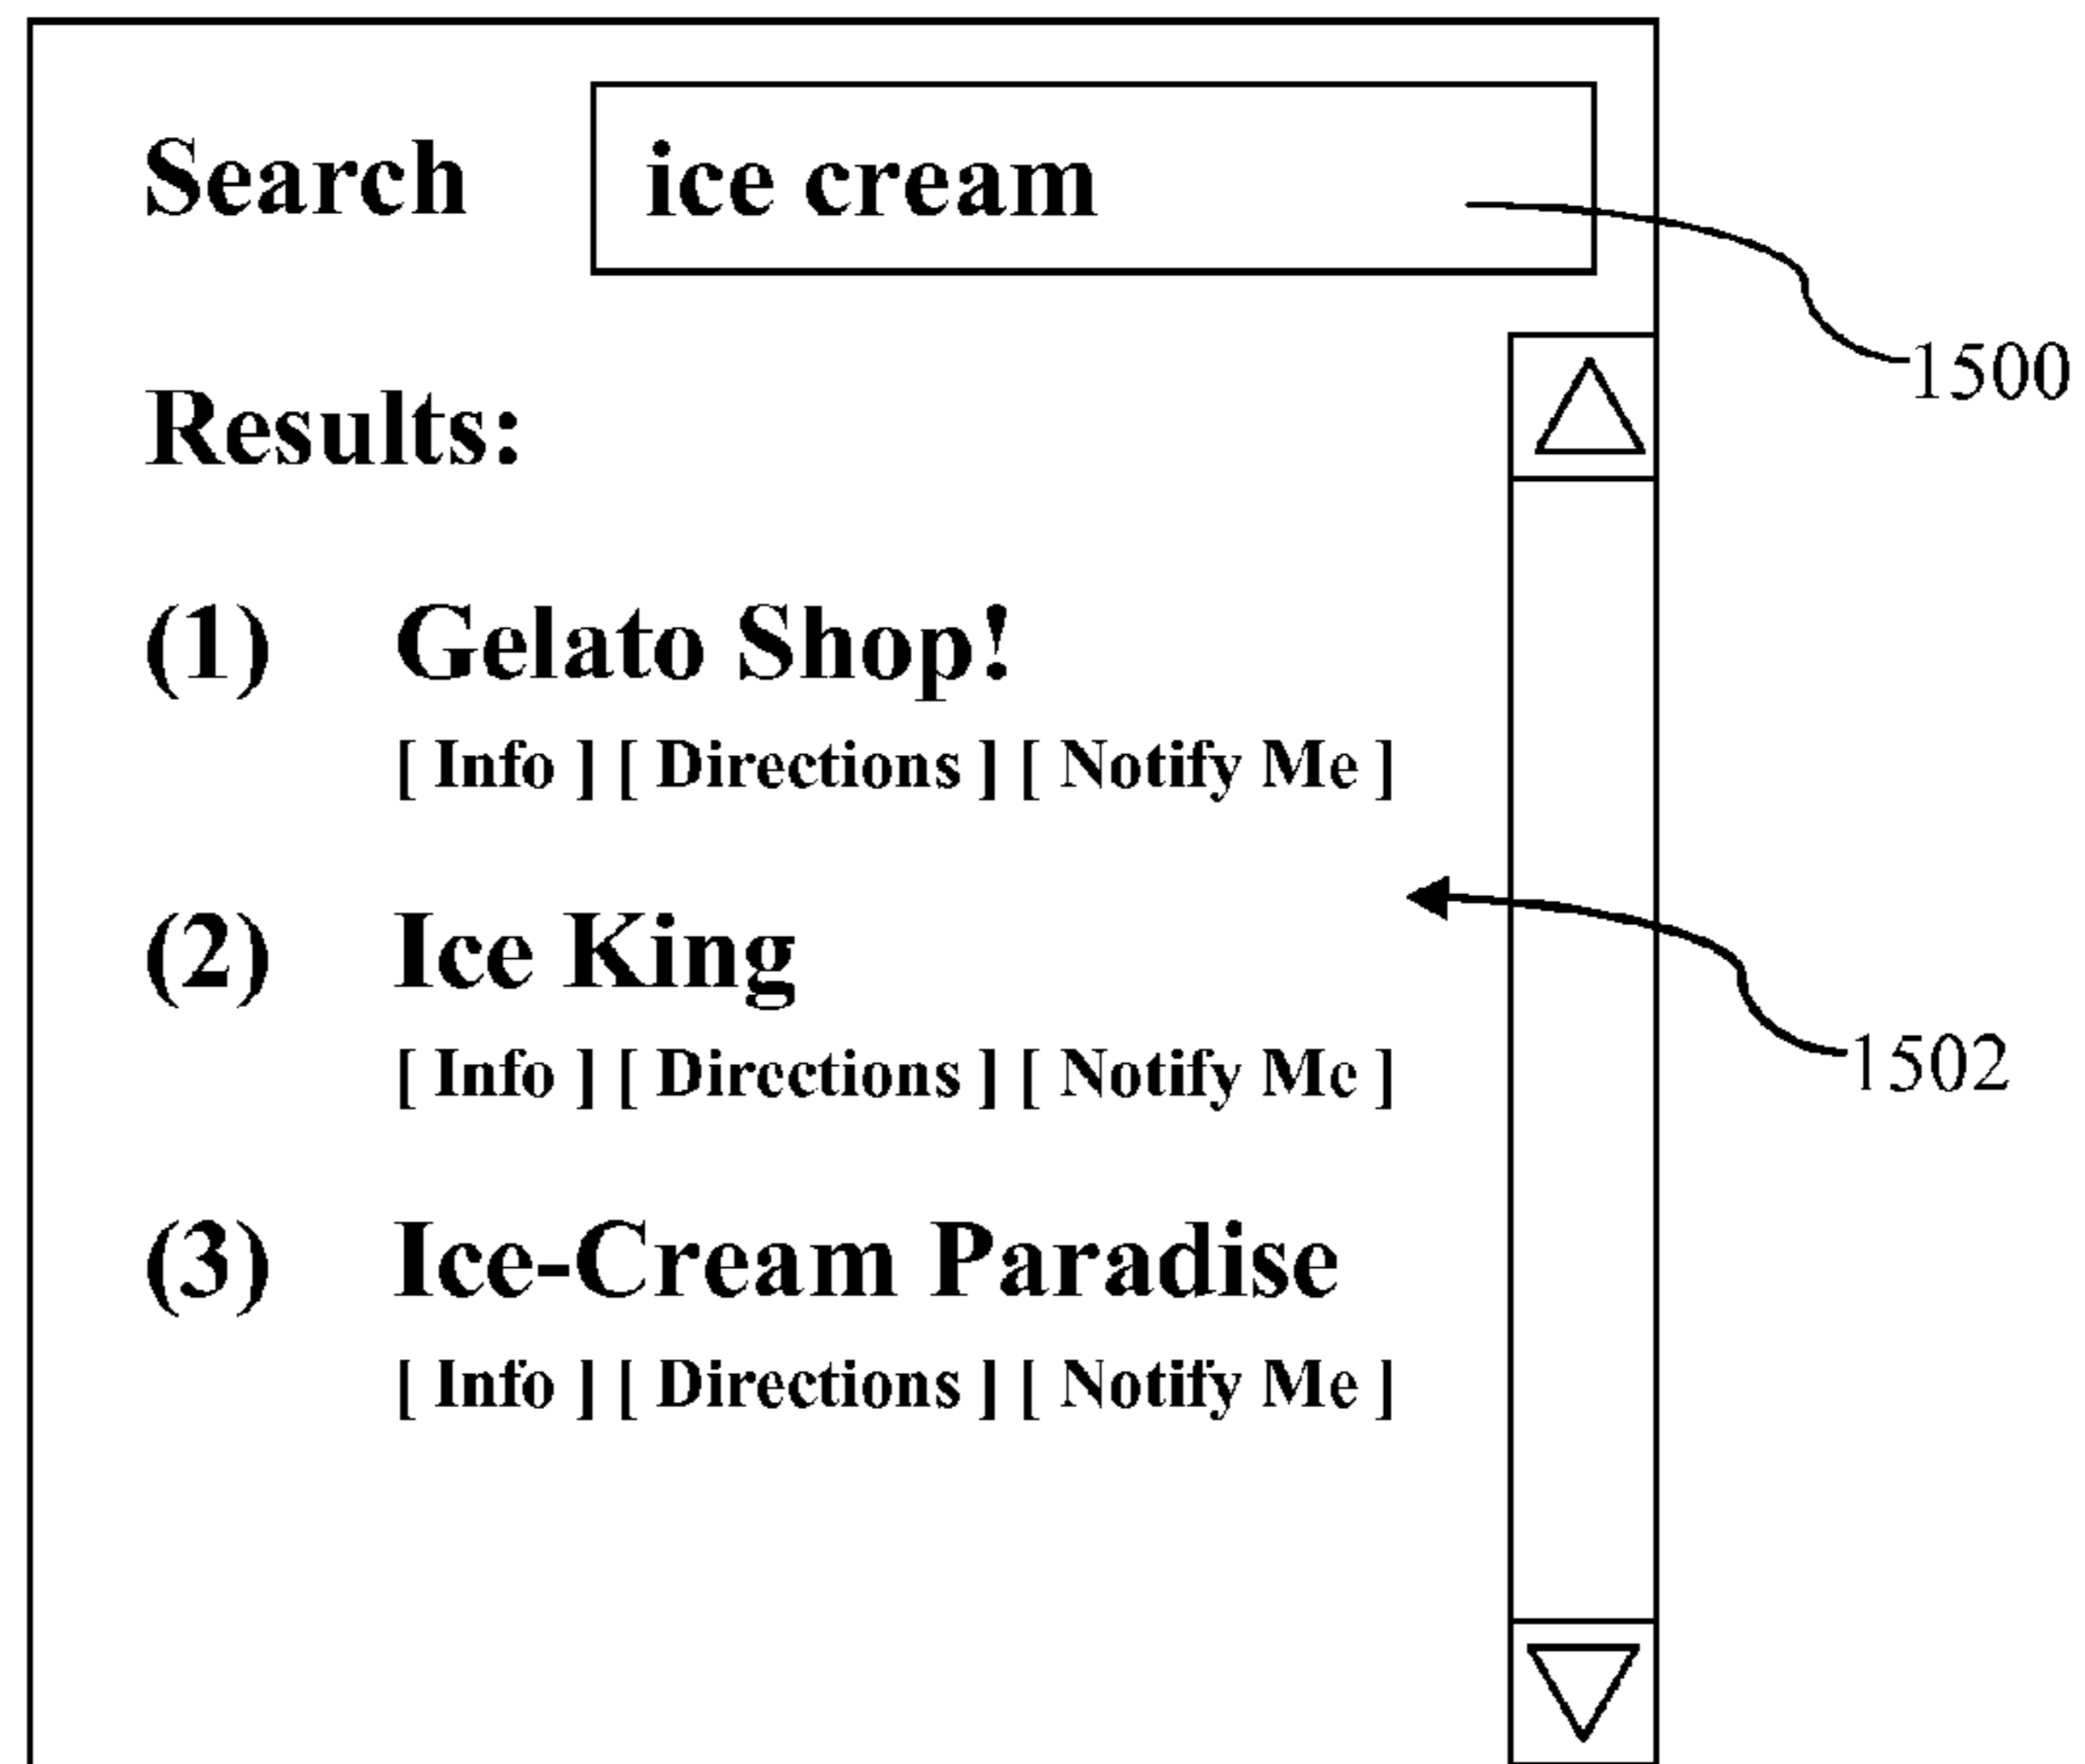 Search ice cream
1500
Results:
(1) Gelato Shop!
[ Info ] [ Directions ] [ Notify Me ]
(2) Ice King
[ Info ] [ Directions ] [ Notify Me ]
1502
(3) Ice-Cream Paradise
[ Info ] [ Directions ] [ Notify Me ]